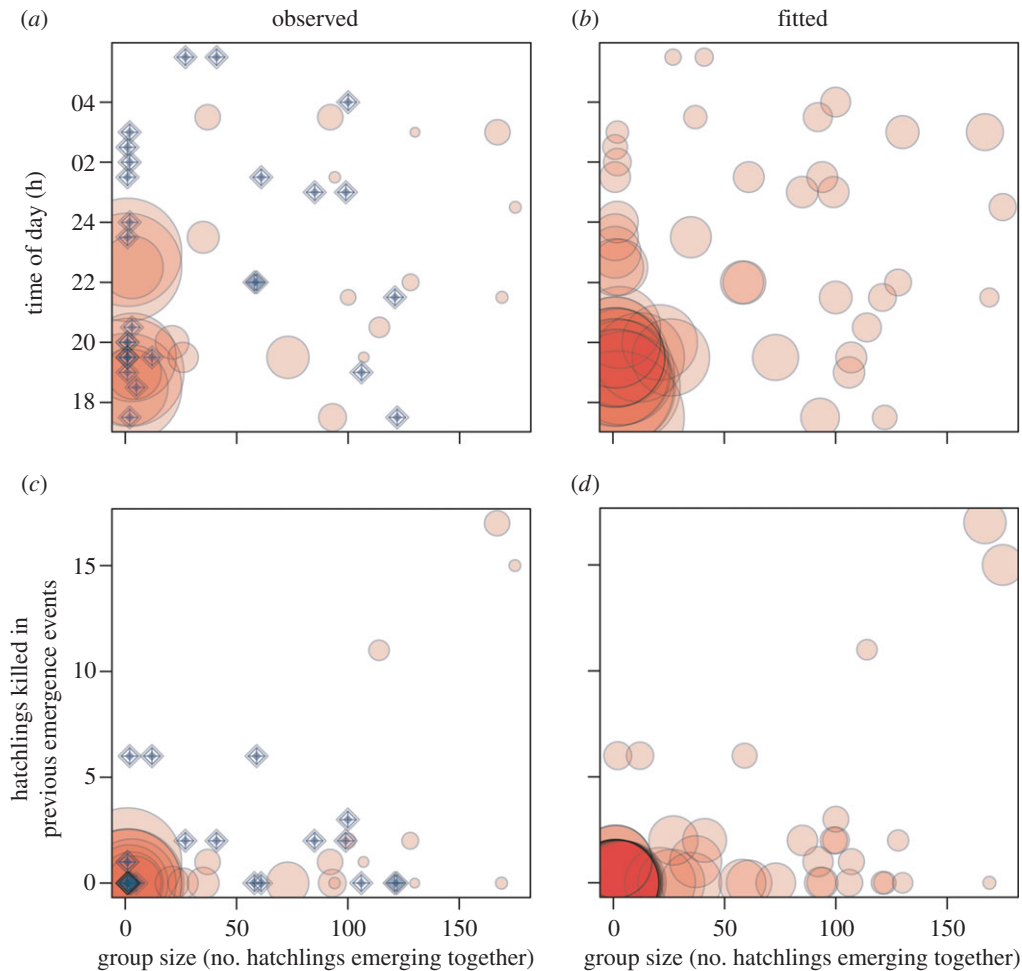 (a) observed (b) fitted
04
02
24
22
20
18
time of day (h)
(c) (d)
15
10
5
0
hatchlings killed in
previous emergence events
0 50 100 150 0 50 100 150
group size (no. hatchlings emerging together) group size (no. hatchlings emerging together)